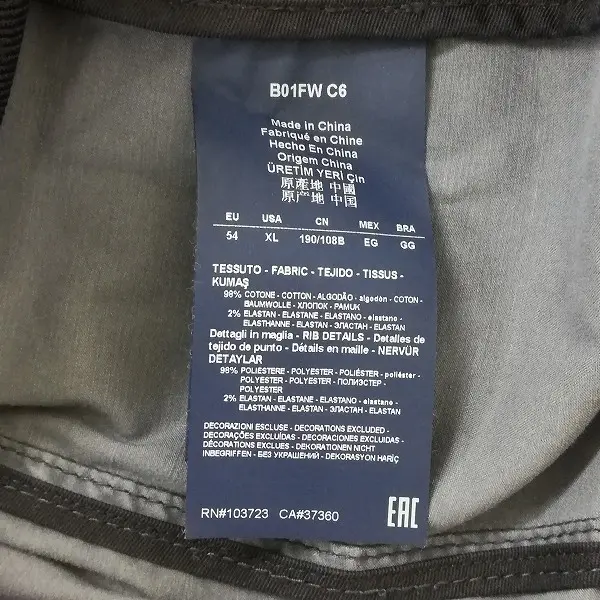 B01FW C6
Made in China
Fabriqué en Chine
Hecho En China
Origem China
ÜRETİM YERİ Çin
原產地 中國
原产地 中国
EU USA CN MEX BRA
54 XL 190/108B EG GG
TESSUTO - FABRIC - TEJIDO - TISSUS -
KUMAŞ
98% COTONE - COTTON - ALGODÃO - algodón - COTON -
BAUMWOLLE - ХЛОПОК - PAMUK
2% ELASTAN - ELASTANE - ELASTANO - elastano -
ELASTHANNE - ELASTAN - ЭЛАСТАН - ELASTAN
Dettagli in maglia - RIB DETAILS - Detalles de
tejido de punto - Détails en maille - NERVÜR
DETAYLAR
98% POLIESTERE - POLYESTER - POLIÉSTER - poliéster -
POLYESTER - POLYESTER - ПОЛИЭСТЕР -
POLYESTER
2% ELASTAN - ELASTANE - ELASTANO - elastano -
ELASTHANNE - ELASTAN - ЭЛАСТАН - ELASTAN
DECORAZIONI ESCLUSE - DECORATIONS EXCLUDED -
DECORAÇÕES EXCLUÍDAS - DECORACIONES EXCLUIDAS -
DÉCORATIONS EXCLUES - DEKORATIONEN NICHT
INBEGRIFFEN - БЕЗ УКРАШЕНИЙ - DEKORASYON HARİÇ
RN#103723 CA#37360 EAC